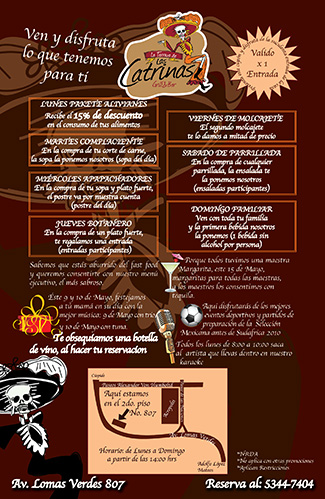 Ven y disfruta
lo que tenemos
para ti
La Terraza de
LAS
Catrinas
Grill & Bar
Valido
x 1
Entrada
LUNES PAKETE ALIVIANES
Recibe el 15% de descuento
en el consumo de tus alimentos
MARTES COMPLACIENTE
En la compra de tu corte de carne,
la sopa la ponemos nosotros (sopa del día)
MIÉRCOLES APAPACHADORES
En la compra de tu sopa y plato fuerte,
el postre va por nuestra cuenta
(postre del día)
JUEVES BOTANERO
En la compra de un plato fuerte,
te regalamos una entrada
(entradas participantes)
VIERNES DE MOLCAJETE
El segundo molcajete
te lo damos a mitad de precio
SABADO DE PARRILLADA
En la compra de cualquier
parrillada, la ensalada te
la ponemos nosotros
(ensaladas participantes)
DOMINGO FAMILIAR
Ven con toda tu familia
y la primera bebida nosotros
la ponemos (1 bebida sin
alcohol por persona)
Sabemos que estás aburrido del fast food
y queremos consentirte con nuestro menú
ejecutivo, el más sabroso.
Porque todos tuvimos una maestra
Margarita, este 15 de Mayo,
margaritas para todas las maestras,
los maestros los consentimos con
tequila.
Este 9 y 10 de Mayo, festejamos
a tú mamá en su día con la
mejor música: 9 de Mayo con trío
y 10 de Mayo con tuna.
Te obsequiamos una botella
de vino, al hacer tu reservacion
Aquí disfrutarás de los mejores
eventos deportivos y partidos de
preparación de la Selección
Mexicana antes de Sudáfrica 2010
Todos los lunes de 8:00 a 10:00 saca
al artista que llevas dentro en nuestro
karaoke
Paseo Alexander Von Humboldt
Aquí estamos
en el 2do. piso
No. 807
Av. Lomas Verdes
Horario: de Lunes a Domingo
a partir de las 14:00 hrs
Adolfo López
Mateos
*NRDA
*No aplica con otras promociones
*Aplican Restricciones
Av. Lomas Verdes 807
Reserva al: 5344-7404